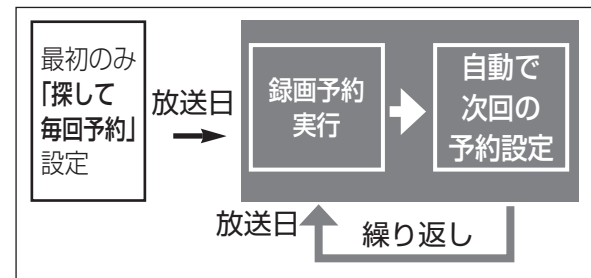 最初のみ
「探して
毎回予約」
設定
放送日
録画予約
実行
自動で
次回の
予約設定
放送日
繰り返し